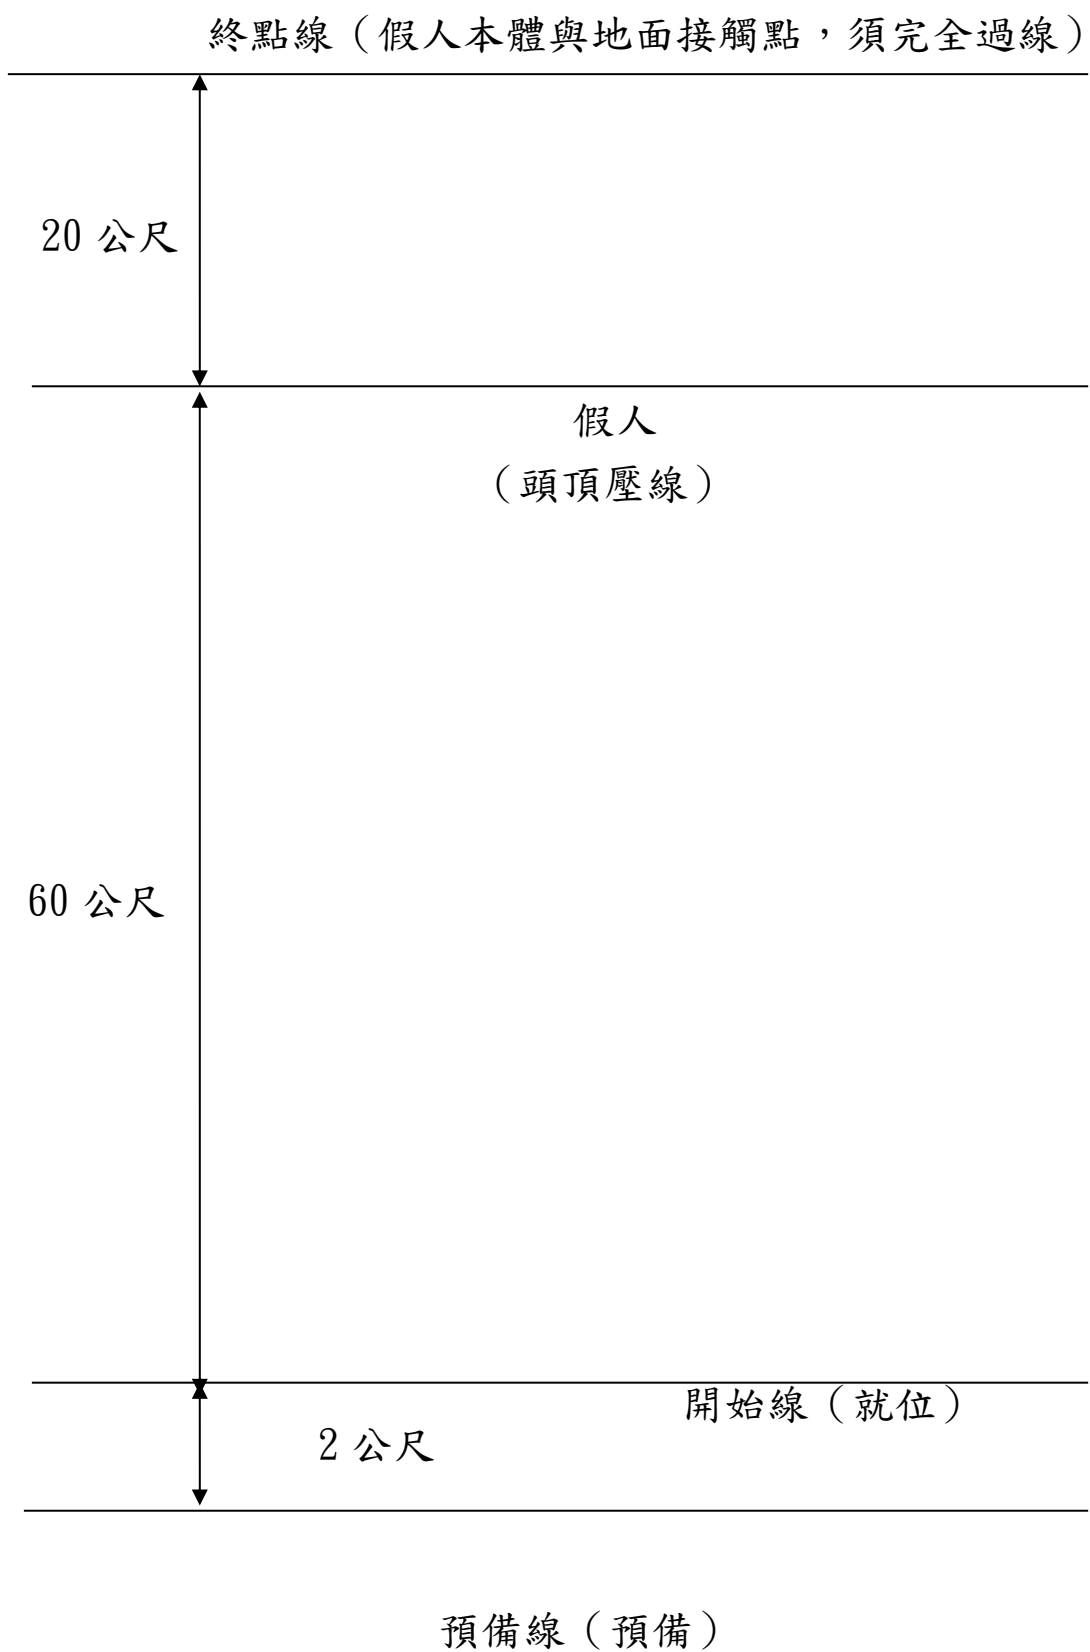 終點線（假人本體與地面接觸點，須完全過線）
20 公尺
假人
（頭頂壓線）
60 公尺
開始線（就位）
2 公尺
預備線（預備）